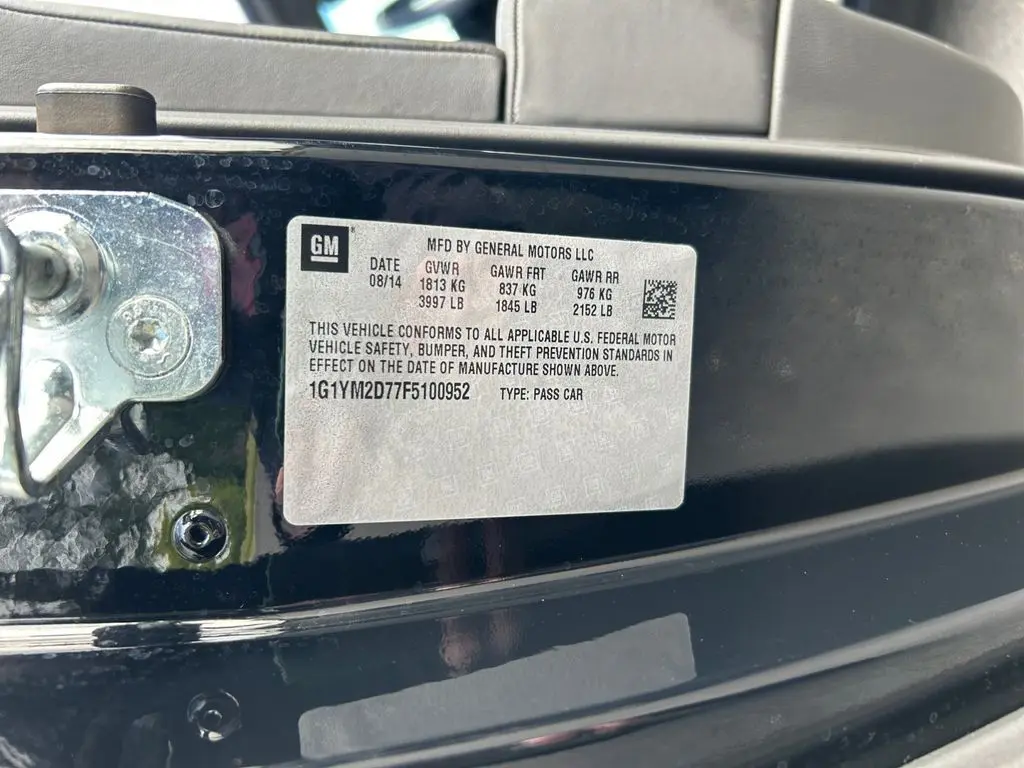 GM
MFD BY GENERAL MOTORS LLC
DATE GVWR GAWR FRT GAWR RR
08/14 1813 KG 837 KG 976 KG
3997 LB 1845 LB 2152 LB
THIS VEHICLE CONFORMS TO ALL APPLICABLE U.S. FEDERAL MOTOR
VEHICLE SAFETY, BUMPER, AND THEFT PREVENTION STANDARDS IN
EFFECT ON THE DATE OF MANUFACTURE SHOWN ABOVE.
1G1YM2D77F5100952 TYPE: PASS CAR